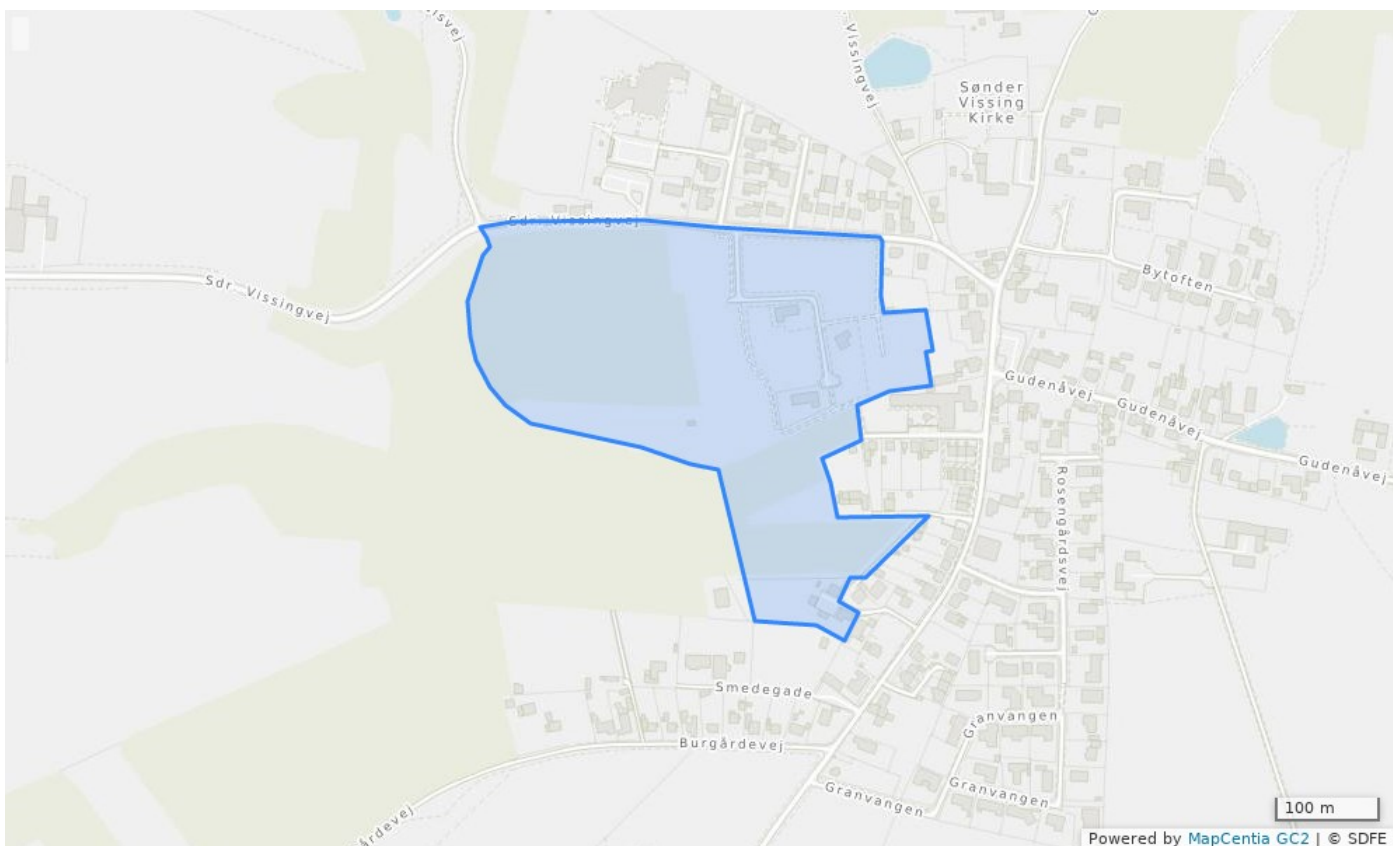 Vissingvej
Sønder
Vissing
Kirke
Sdr. Vissingvej
Sdr. Vissingvej
Bytoften
Gudenåvej
Gudenåvej
Gudenåvej
Rosengårdsvej
Smedegade
Granvangen
Burgårdevej
Granvangen
Granvangen
100 m
Powered by MapCentia GC2 | © SDFE